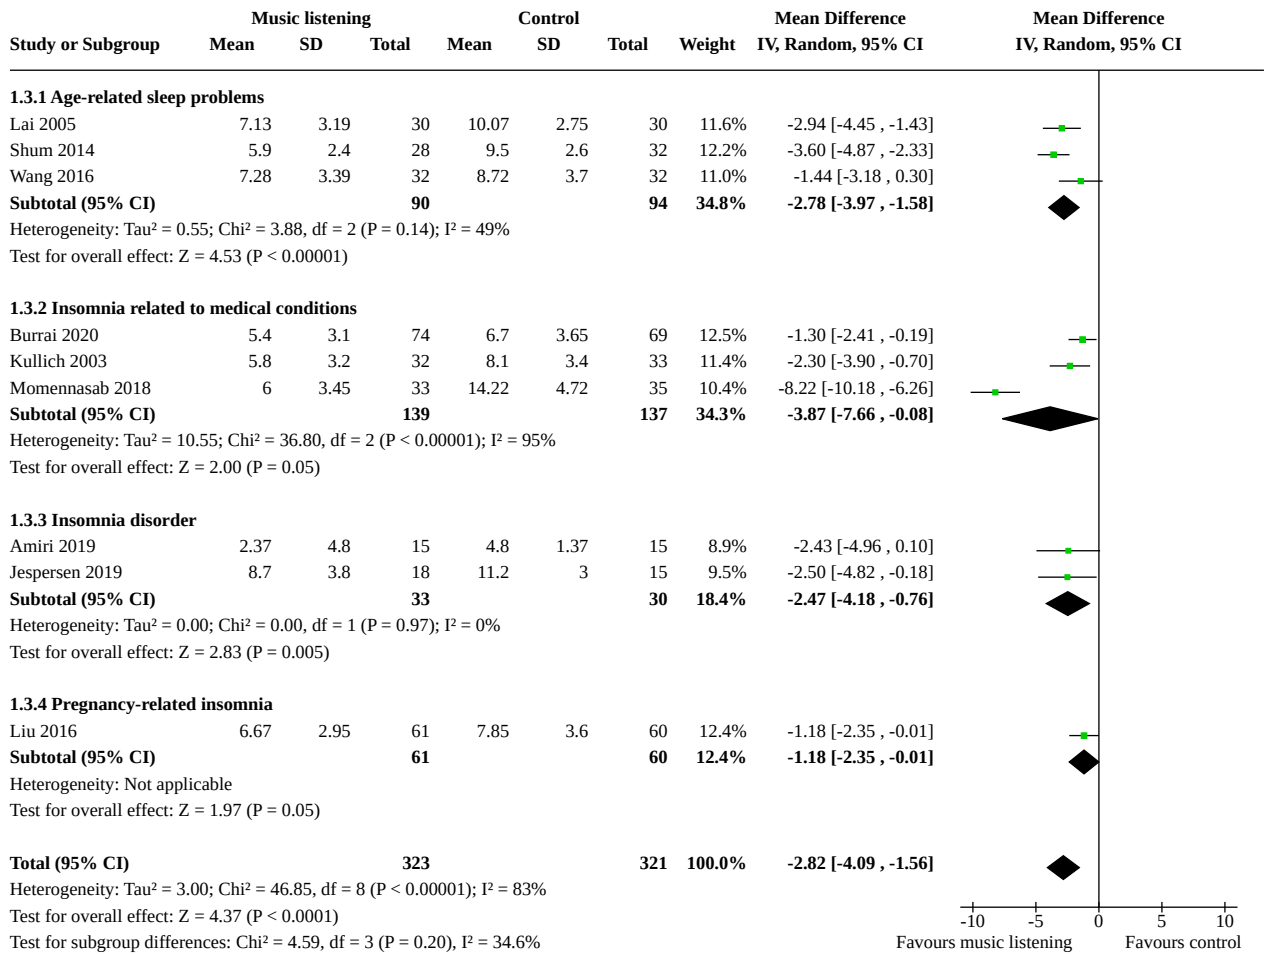 Music listening Control Mean Difference Mean Difference
Study or Subgroup Mean SD Total Mean SD Total Weight IV, Random, 95% CI IV, Random, 95% CI
1.3.1 Age-related sleep problems
Lai 2005 7.13 3.19 30 10.07 2.75 30 11.6% -2.94 [-4.45 , -1.43]
Shum 2014 5.9 2.4 28 9.5 2.6 32 12.2% -3.60 [-4.87 , -2.33]
Wang 2016 7.28 3.39 32 8.72 3.7 32 11.0% -1.44 [-3.18 , 0.30]
Subtotal (95% CI) 90 94 34.8% -2.78 [-3.97 , -1.58]
Heterogeneity: Tau² = 0.55; Chi² = 3.88, df = 2 (P = 0.14); I² = 49%
Test for overall effect: Z = 4.53 (P < 0.00001)
1.3.2 Insomnia related to medical conditions
Burrai 2020 5.4 3.1 74 6.7 3.65 69 12.5% -1.30 [-2.41 , -0.19]
Kullich 2003 5.8 3.2 32 8.1 3.4 33 11.4% -2.30 [-3.90 , -0.70]
Momennasab 2018 6 3.45 33 14.22 4.72 35 10.4% -8.22 [-10.18 , -6.26]
Subtotal (95% CI) 139 137 34.3% -3.87 [-7.66 , -0.08]
Heterogeneity: Tau² = 10.55; Chi² = 36.80, df = 2 (P < 0.00001); I² = 95%
Test for overall effect: Z = 2.00 (P = 0.05)
1.3.3 Insomnia disorder
Amiri 2019 2.37 4.8 15 4.8 1.37 15 8.9% -2.43 [-4.96 , 0.10]
Jespersen 2019 8.7 3.8 18 11.2 3 15 9.5% -2.50 [-4.82 , -0.18]
Subtotal (95% CI) 33 30 18.4% -2.47 [-4.18 , -0.76]
Heterogeneity: Tau² = 0.00; Chi² = 0.00, df = 1 (P = 0.97); I² = 0%
Test for overall effect: Z = 2.83 (P = 0.005)
1.3.4 Pregnancy-related insomnia
Liu 2016 6.67 2.95 61 7.85 3.6 60 12.4% -1.18 [-2.35 , -0.01]
Subtotal (95% CI) 61 60 12.4% -1.18 [-2.35 , -0.01]
Heterogeneity: Not applicable
Test for overall effect: Z = 1.97 (P = 0.05)
Total (95% CI) 323 321 100.0% -2.82 [-4.09 , -1.56]
Heterogeneity: Tau² = 3.00; Chi² = 46.85, df = 8 (P < 0.00001); I² = 83%
Test for overall effect: Z = 4.37 (P < 0.0001) -10 -5 0 5 10
Test for subgroup differences: Chi² = 4.59, df = 3 (P = 0.20), I² = 34.6% Favours music listening Favours control